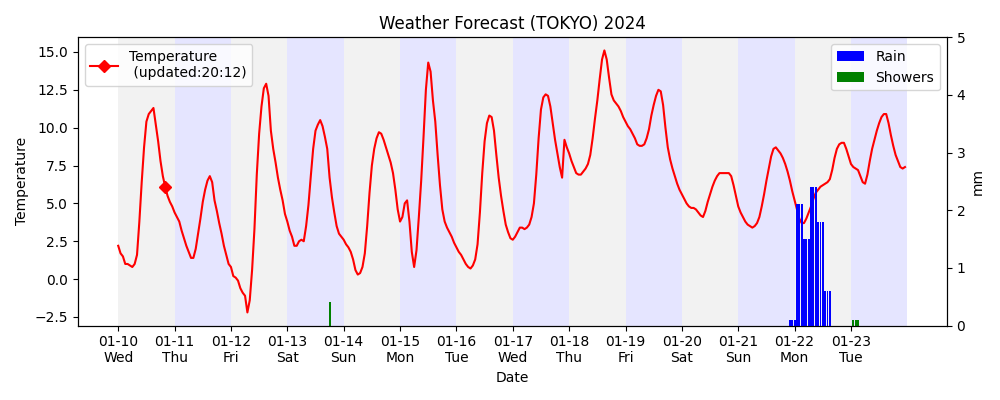 Weather Forecast (TOKYO) 2024
Temperature
(updated:20:12)
Rain
Showers
Temperature
15.0
12.5
10.0
7.5
5.0
2.5
0.0
−2.5
5
4
3
2
1
0
mm
01-10 01-11 01-12 01-13 01-14 01-15 01-16 01-17 01-18 01-19 01-20 01-21 01-22 01-23
Wed Thu Fri Sat Sun Mon Tue Wed Thu Fri Sat Sun Mon Tue
Date